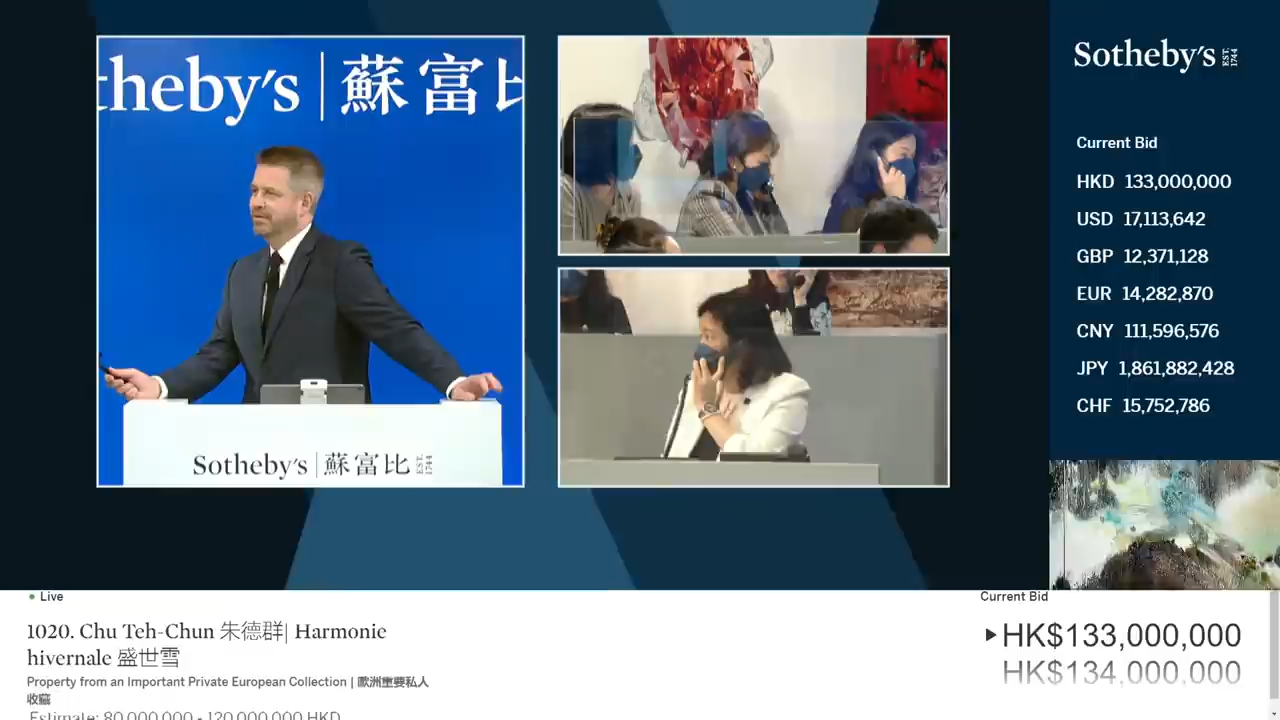 theby's | 蘇富比
Sotheby's | 蘇富比 EST. 1744
Sotheby's EST. 1744
Current Bid
HKD 133,000,000
USD 17,113,642
GBP 12,371,128
EUR 14,282,870
CNY 111,596,576
JPY 1,861,882,428
CHF 15,752,786
Live
1020. Chu Teh-Chun 朱德群| Harmonie
hivernale 盛世雪
Property from an Important Private European Collection | 歐洲重要私人
收藏
Estimate: 80,000,000 - 120,000,000 HKD
Current Bid
HK$133,000,000
HK$134,000,000